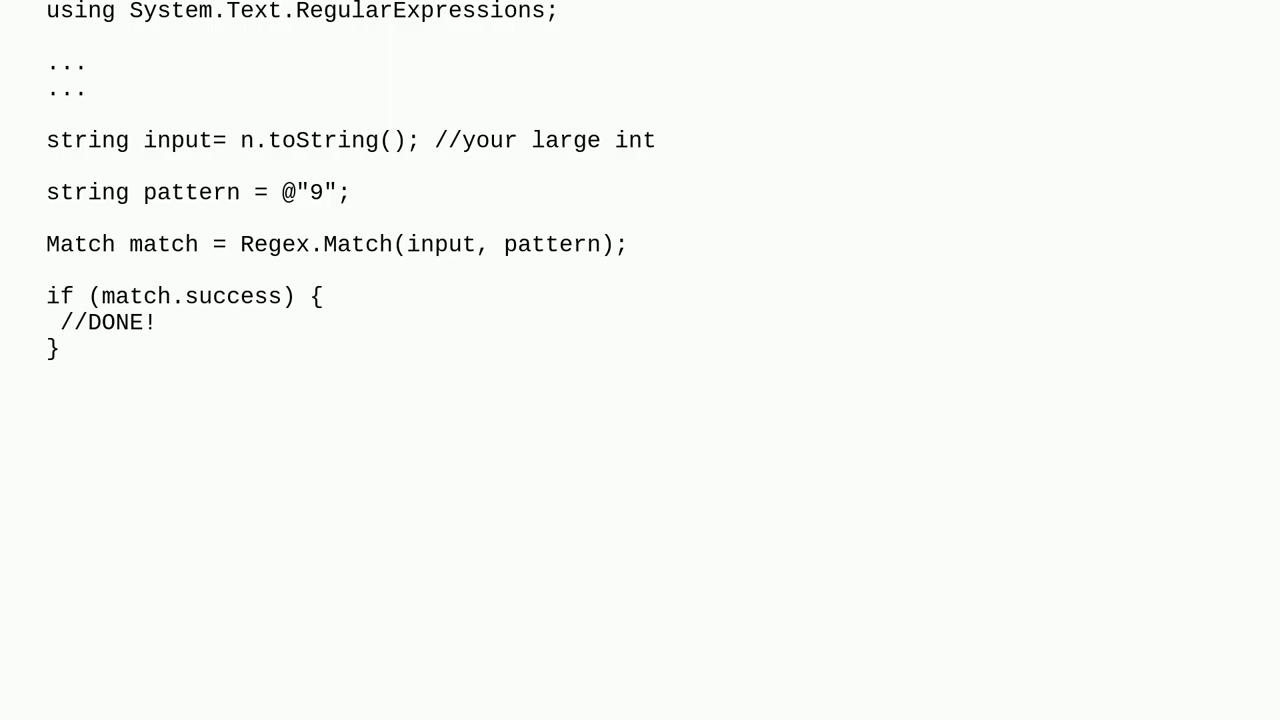 using System.Text.RegularExpressions;
...
...
string input= n.toString(); //your large int
string pattern = @"9";
Match match = Regex.Match(input, pattern);
if (match.success) {
 //DONE!
}